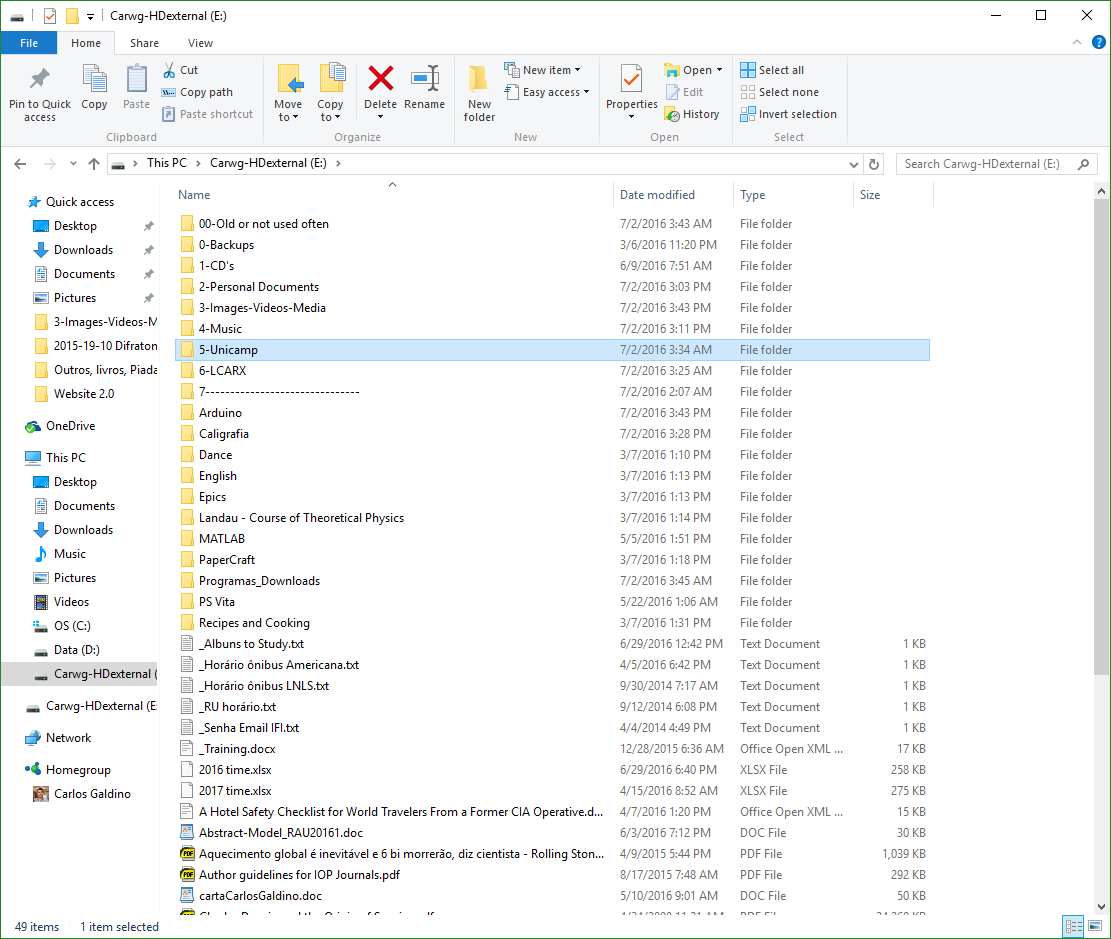 Carwg-HDexternal (E:)
File Home Share View
Pin to Quick access
Copy
Paste
Cut
Copy path
Paste shortcut
Clipboard
Move to
Copy to
Delete
Rename
Organize
New folder
New item
Easy access
New
Properties
Open
Edit
History
Open
Select all
Select none
Invert selection
Select
This PC > Carwg-HDexternal (E:) >
Search Carwg-HDexternal (E:)
Quick access
Desktop
Downloads
Documents
Pictures
3-Images-Videos-M
2015-19-10 Difraton
Outros, livros, Piada
Website 2.0
OneDrive
This PC
Desktop
Documents
Downloads
Music
Pictures
Videos
OS (C:)
Data (D:)
Carwg-HDexternal (
Carwg-HDexternal (E:
Network
Homegroup
Carlos Galdino
Name Date modified Type Size
00-Old or not used often 7/2/2016 3:43 AM File folder
0-Backups 3/6/2016 11:20 PM File folder
1-CD's 6/9/2016 7:51 AM File folder
2-Personal Documents 7/2/2016 3:03 PM File folder
3-Images-Videos-Media 7/2/2016 3:43 PM File folder
4-Music 7/2/2016 3:11 PM File folder
5-Unicamp 7/2/2016 3:34 AM File folder
6-LCARX 7/2/2016 3:25 AM File folder
7------------------------------- 7/2/2016 2:07 AM File folder
Arduino 7/2/2016 3:43 PM File folder
Caligrafia 7/2/2016 3:28 PM File folder
Dance 3/7/2016 1:10 PM File folder
English 3/7/2016 1:13 PM File folder
Epics 3/7/2016 1:13 PM File folder
Landau - Course of Theoretical Physics 3/7/2016 1:14 PM File folder
MATLAB 5/5/2016 1:51 PM File folder
PaperCraft 3/7/2016 1:18 PM File folder
Programas_Downloads 7/2/2016 3:45 AM File folder
PS Vita 5/22/2016 1:06 AM File folder
Recipes and Cooking 3/7/2016 1:31 PM File folder
_Albuns to Study.txt 6/29/2016 12:42 PM Text Document 1 KB
_Horário ônibus Americana.txt 4/5/2016 6:42 PM Text Document 1 KB
_Horário ônibus LNLS.txt 9/30/2014 7:17 AM Text Document 1 KB
_RU horário.txt 9/12/2014 6:08 PM Text Document 1 KB
_Senha Email IFI.txt 4/4/2014 4:49 PM Text Document 1 KB
_Training.docx 12/28/2015 6:36 AM Office Open XML ... 17 KB
2016 time.xlsx 6/29/2016 6:40 PM XLSX File 258 KB
2017 time.xlsx 4/15/2016 8:52 AM XLSX File 275 KB
A Hotel Safety Checklist for World Travelers From a Former CIA Operative.d... 4/7/2016 1:20 PM Office Open XML ... 15 KB
Abstract-Model_RAU20161.doc 6/3/2016 7:12 PM DOC File 30 KB
Aquecimento global é inevitável e 6 bi morrerão, diz cientista - Rolling Ston... 4/9/2015 5:44 PM PDF File 1,039 KB
Author guidelines for IOP Journals.pdf 8/17/2015 7:48 AM PDF File 292 KB
cartaCarlosGaldino.doc 5/10/2016 9:01 AM DOC File 50 KB
49 items 1 item selected